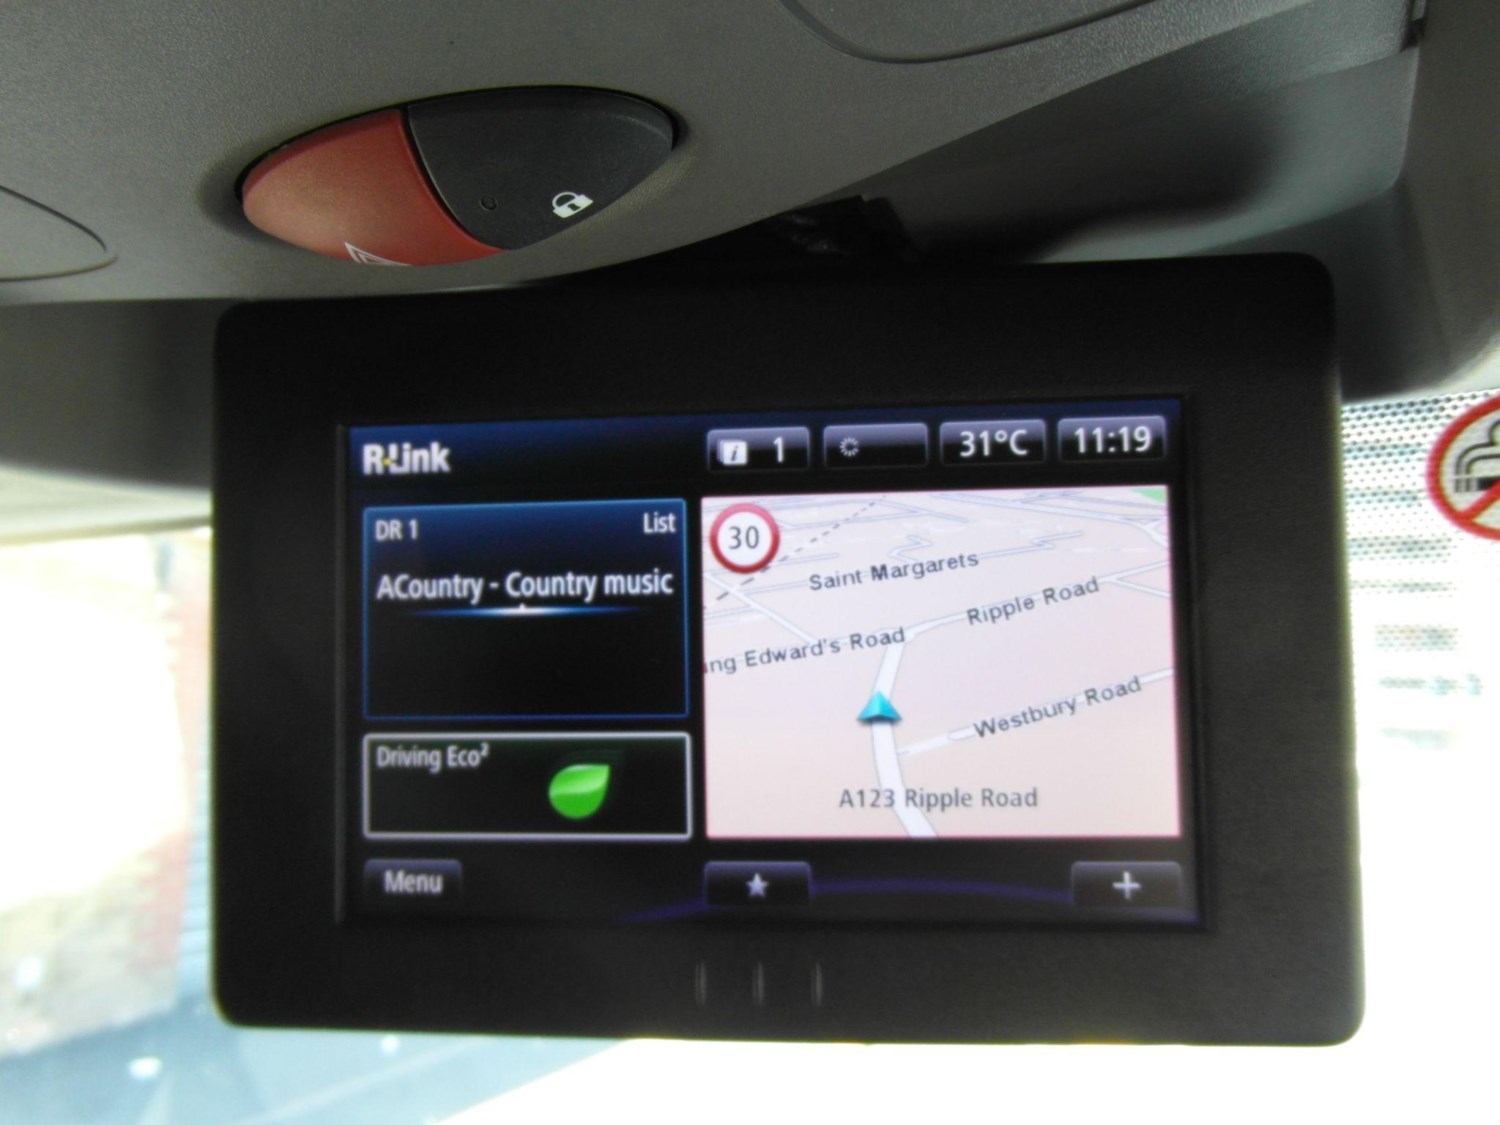 R-Link
1
31°C
11:19
DR 1
List
ACountry - Country music
Driving Eco²
Menu
30
Saint Margarets
Ripple Road
ing Edward's Road
Westbury Road
A123 Ripple Road